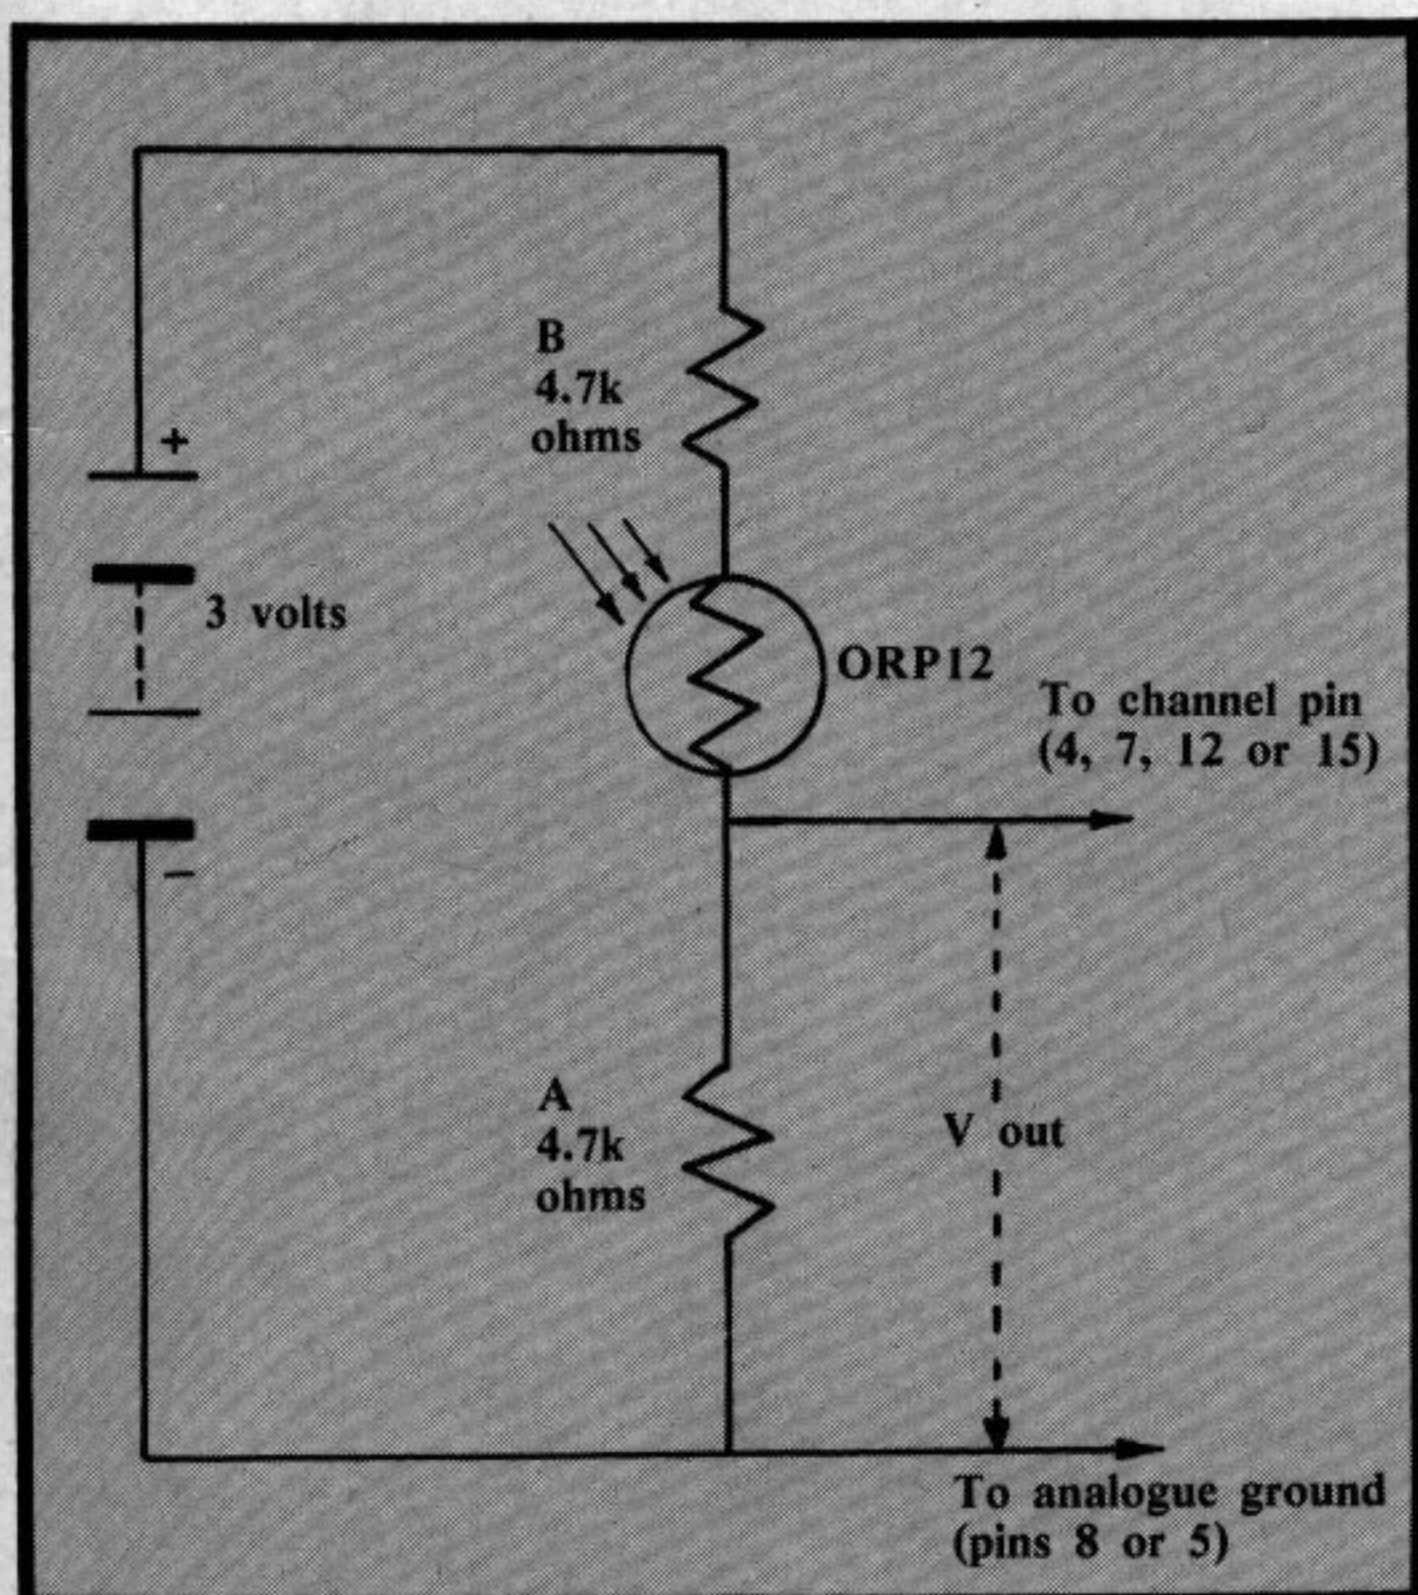 B
4.7k
ohms
+
3 volts
ORP12
To channel pin
(4, 7, 12 or 15)
−
A
4.7k
ohms
V out
To analogue ground
(pins 8 or 5)